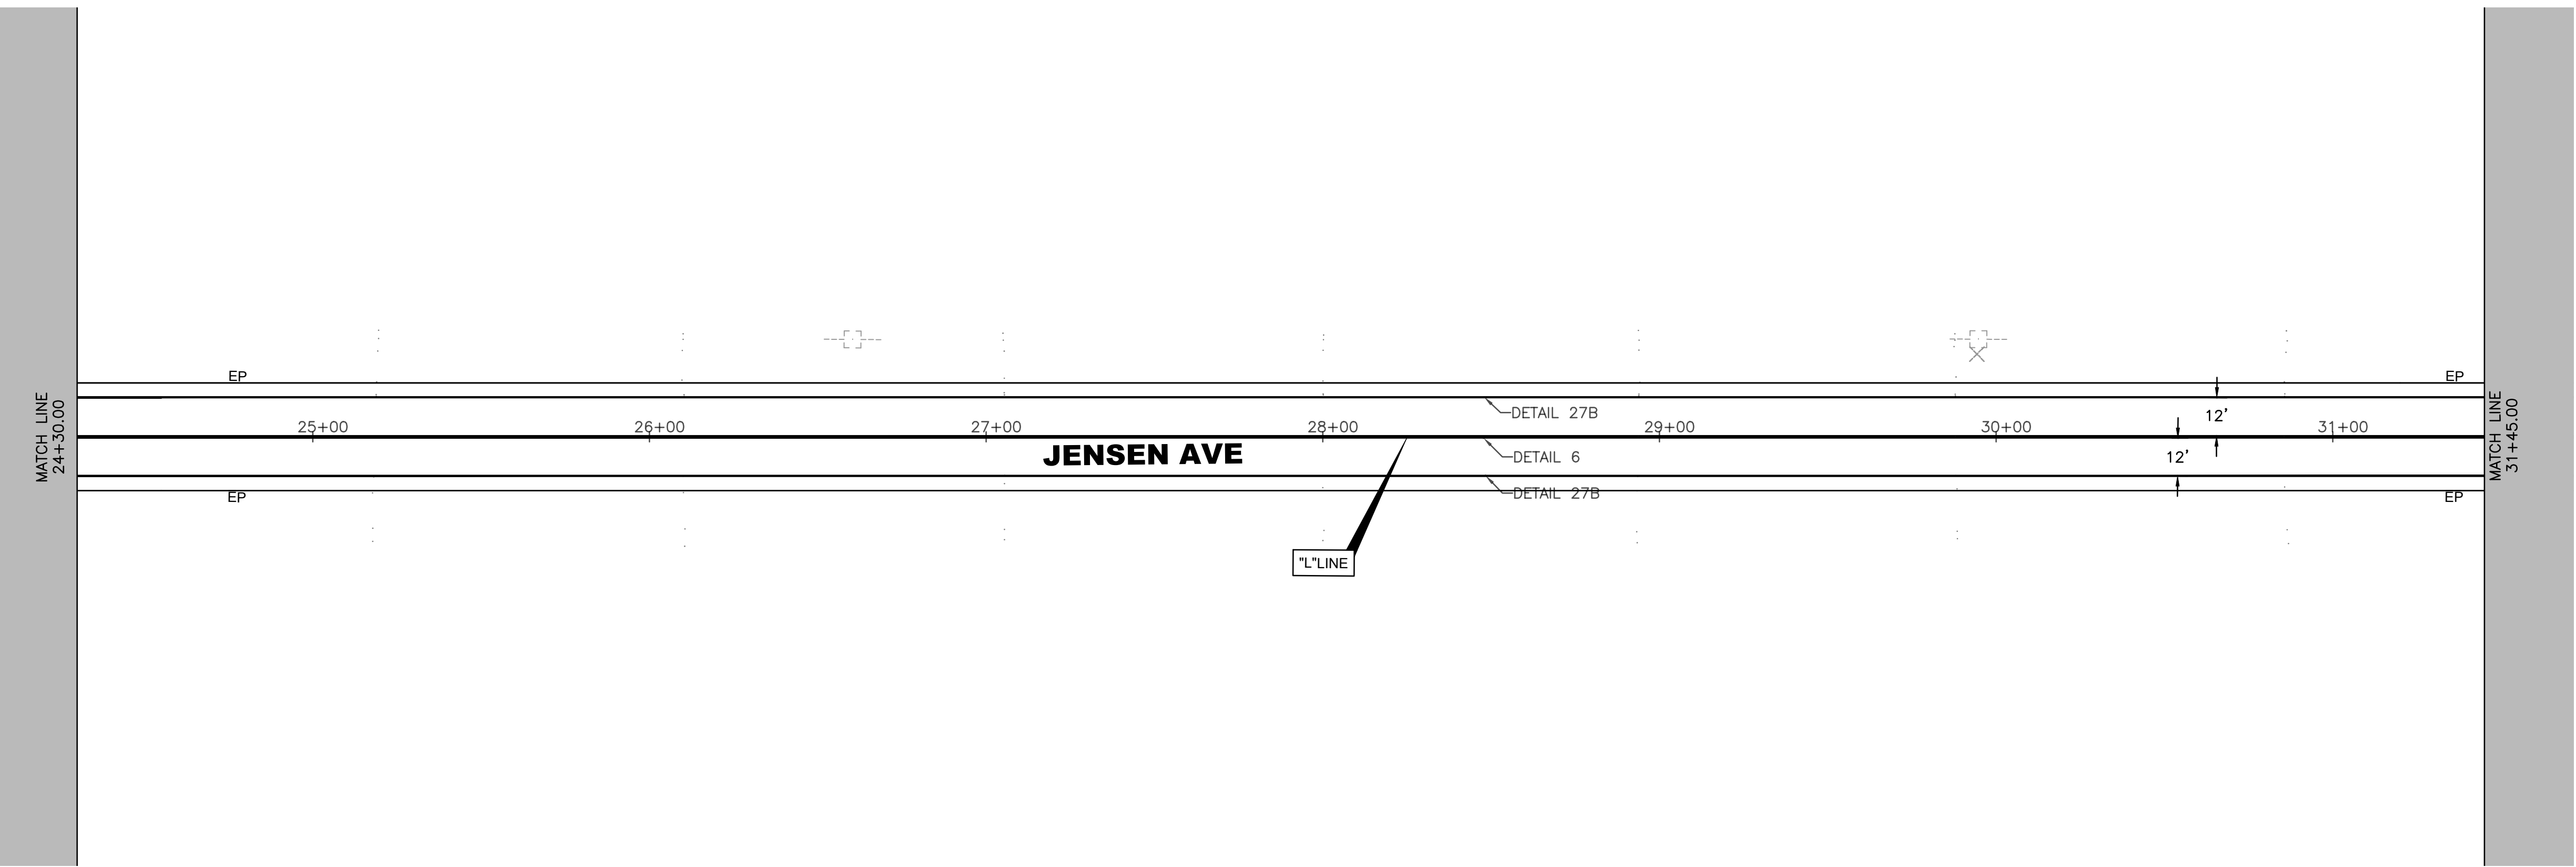 MATCH LINE
24+30.00
EP
EP
DETAIL 27B
12'
25+00
26+00
27+00
28+00
29+00
30+00
31+00
JENSEN AVE
DETAIL 6
12'
DETAIL 27B
EP
EP
"L"LINE
MATCH LINE
31+45.00